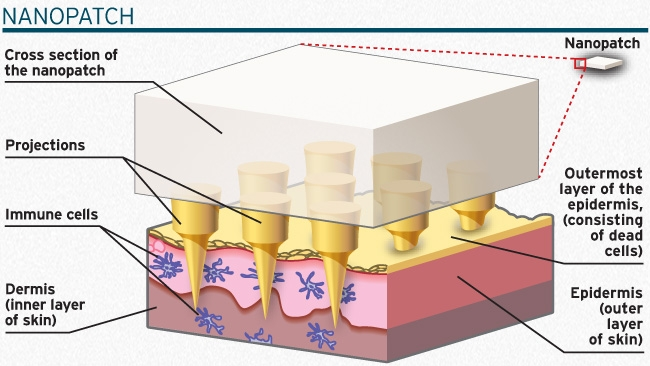 NANOPATCH
Cross section of
the nanopatch
Nanopatch
Projections
Immune cells
Dermis
(inner layer
of skin)
Outermost
layer of the
epidermis,
(consisting
of dead
cells)
Epidermis
(outer
layer
of skin)